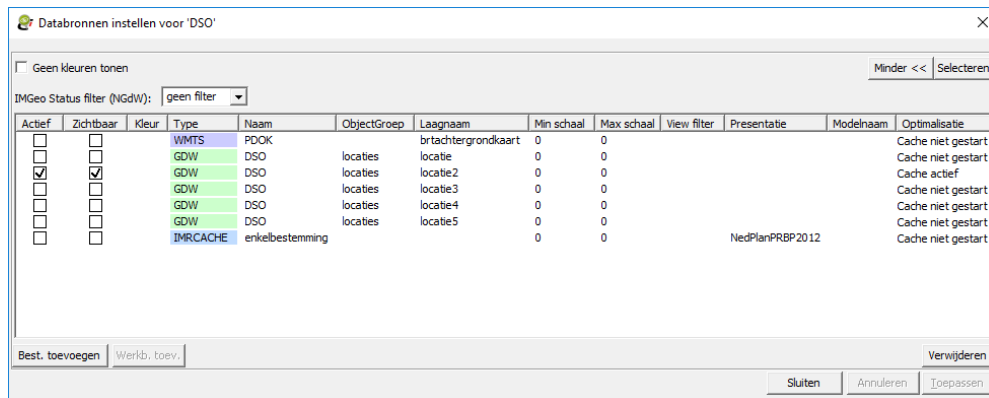 Databronnen instellen voor 'DSO'
Geen kleuren tonen
Minder << Selecteren
IMGeo Status filter (NGdW): geen filter
Actief Zichtbaar Kleur Type Naam ObjectGroep Laagnaam Min schaal Max schaal View filter Presentatie Modelnaam Optimalisatie
WMTS PDOK brtachtergrondkaart 0 0 Cache niet gestart
GDW DSO locaties locatie 0 0 Cache niet gestart
GDW DSO locaties locatie2 0 0 Cache actief
GDW DSO locaties locatie3 0 0 Cache niet gestart
GDW DSO locaties locatie4 0 0 Cache niet gestart
GDW DSO locaties locatie5 0 0 Cache niet gestart
IMRCACHE enkelbestemming 0 0 NedPlanPRBP2012 Cache niet gestart
Best. toevoegen Werkb. toev. Verwijderen
Sluiten Annuleren Toepassen